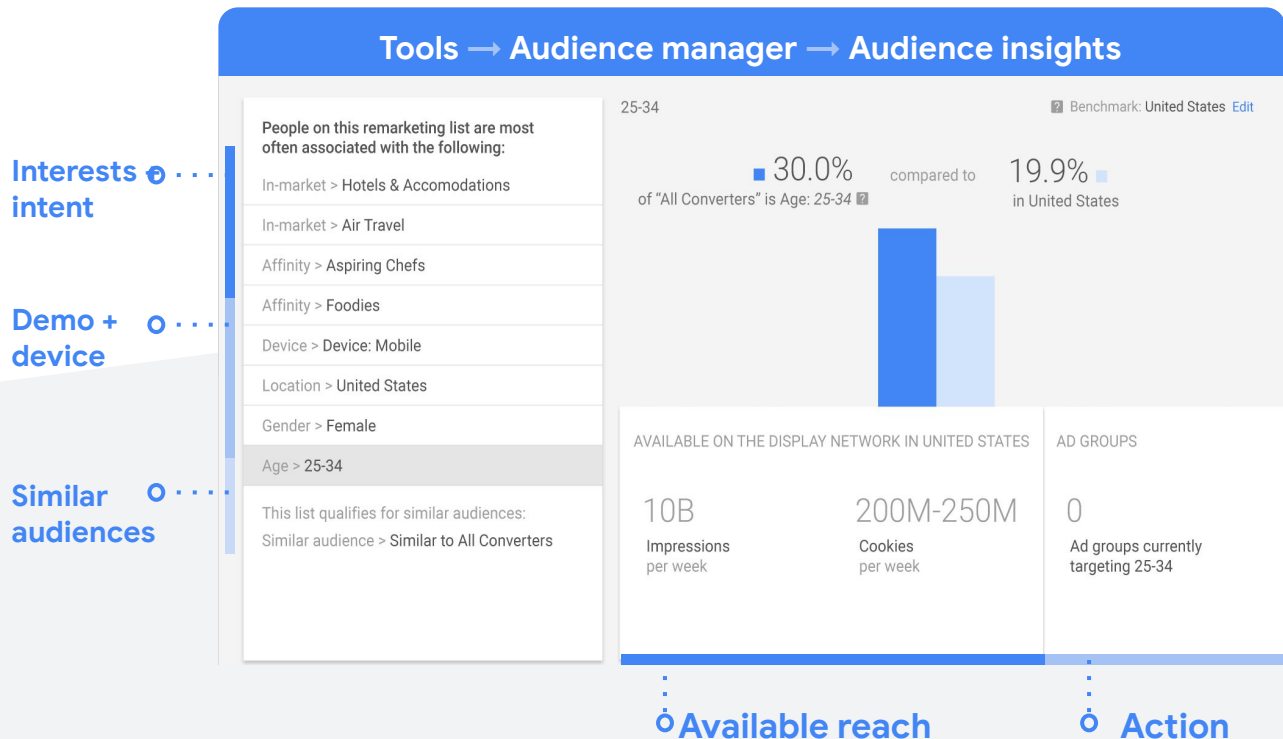 Tools → Audience manager → Audience insights
Interests +
intent
Demo +
device
Similar
audiences
People on this remarketing list are most
often associated with the following:
In-market > Hotels & Accomodations
In-market > Air Travel
Affinity > Aspiring Chefs
Affinity > Foodies
Device > Device: Mobile
Location > United States
Gender > Female
Age > 25-34
This list qualifies for similar audiences:
Similar audience > Similar to All Converters
25-34
? Benchmark: United States Edit
30.0%
of “All Converters” is Age: 25-34 ?
compared to
19.9%
in United States
AVAILABLE ON THE DISPLAY NETWORK IN UNITED STATES
10B
Impressions
per week
200M-250M
Cookies
per week
AD GROUPS
0
Ad groups currently
targeting 25-34
Available reach
Action